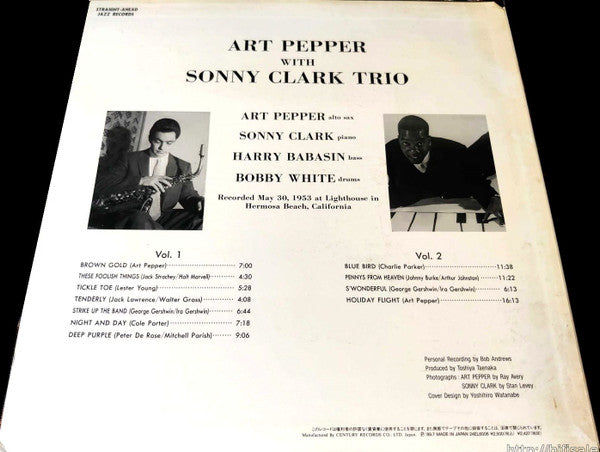 STRAIGHT-AHEAD
JAZZ RECORDS
ART PEPPER
WITH
SONNY CLARK TRIO
ART PEPPER alto sax
SONNY CLARK piano
HARRY BABASIN bass
BOBBY WHITE drums
Recorded May 30, 1953 at Lighthouse in
Hermosa Beach, California
Vol. 1
BROWN GOLD (Art Pepper) 7:00
THESE FOOLISH THINGS (Jack Strachey/Holt Marvell) 4:30
TICKLE TOE (Lester Young) 5:28
TENDERLY (Jack Lawrence/Walter Gross) 4:08
STRIKE UP THE BAND (George Gershwin/Ira Gershwin) 6:44
NIGHT AND DAY (Cole Porter) 7:18
DEEP PURPLE (Peter De Rose/Mitchell Parish) 9:06
Vol. 2
BLUE BIRD (Charlie Parker) 11:38
PENNYS FROM HEAVEN (Johnny Burke/Arthur Johnston) 11:22
S'WONDERFUL (George Gershwin/Ira Gershwin) 6:13
HOLIDAY FLIGHT (Art Pepper) 16:13
Personal Recording by Bob Andrews
Produced by Toshiya Taenaka
Photographs : ART PEPPER by Ray Avery
SONNY CLARK by Stan Levey
Cover Design by Yoshihiro Watanabe
Manufactured by CENTURY RECORDS CO. LTD. Japan. MADE IN JAPAN